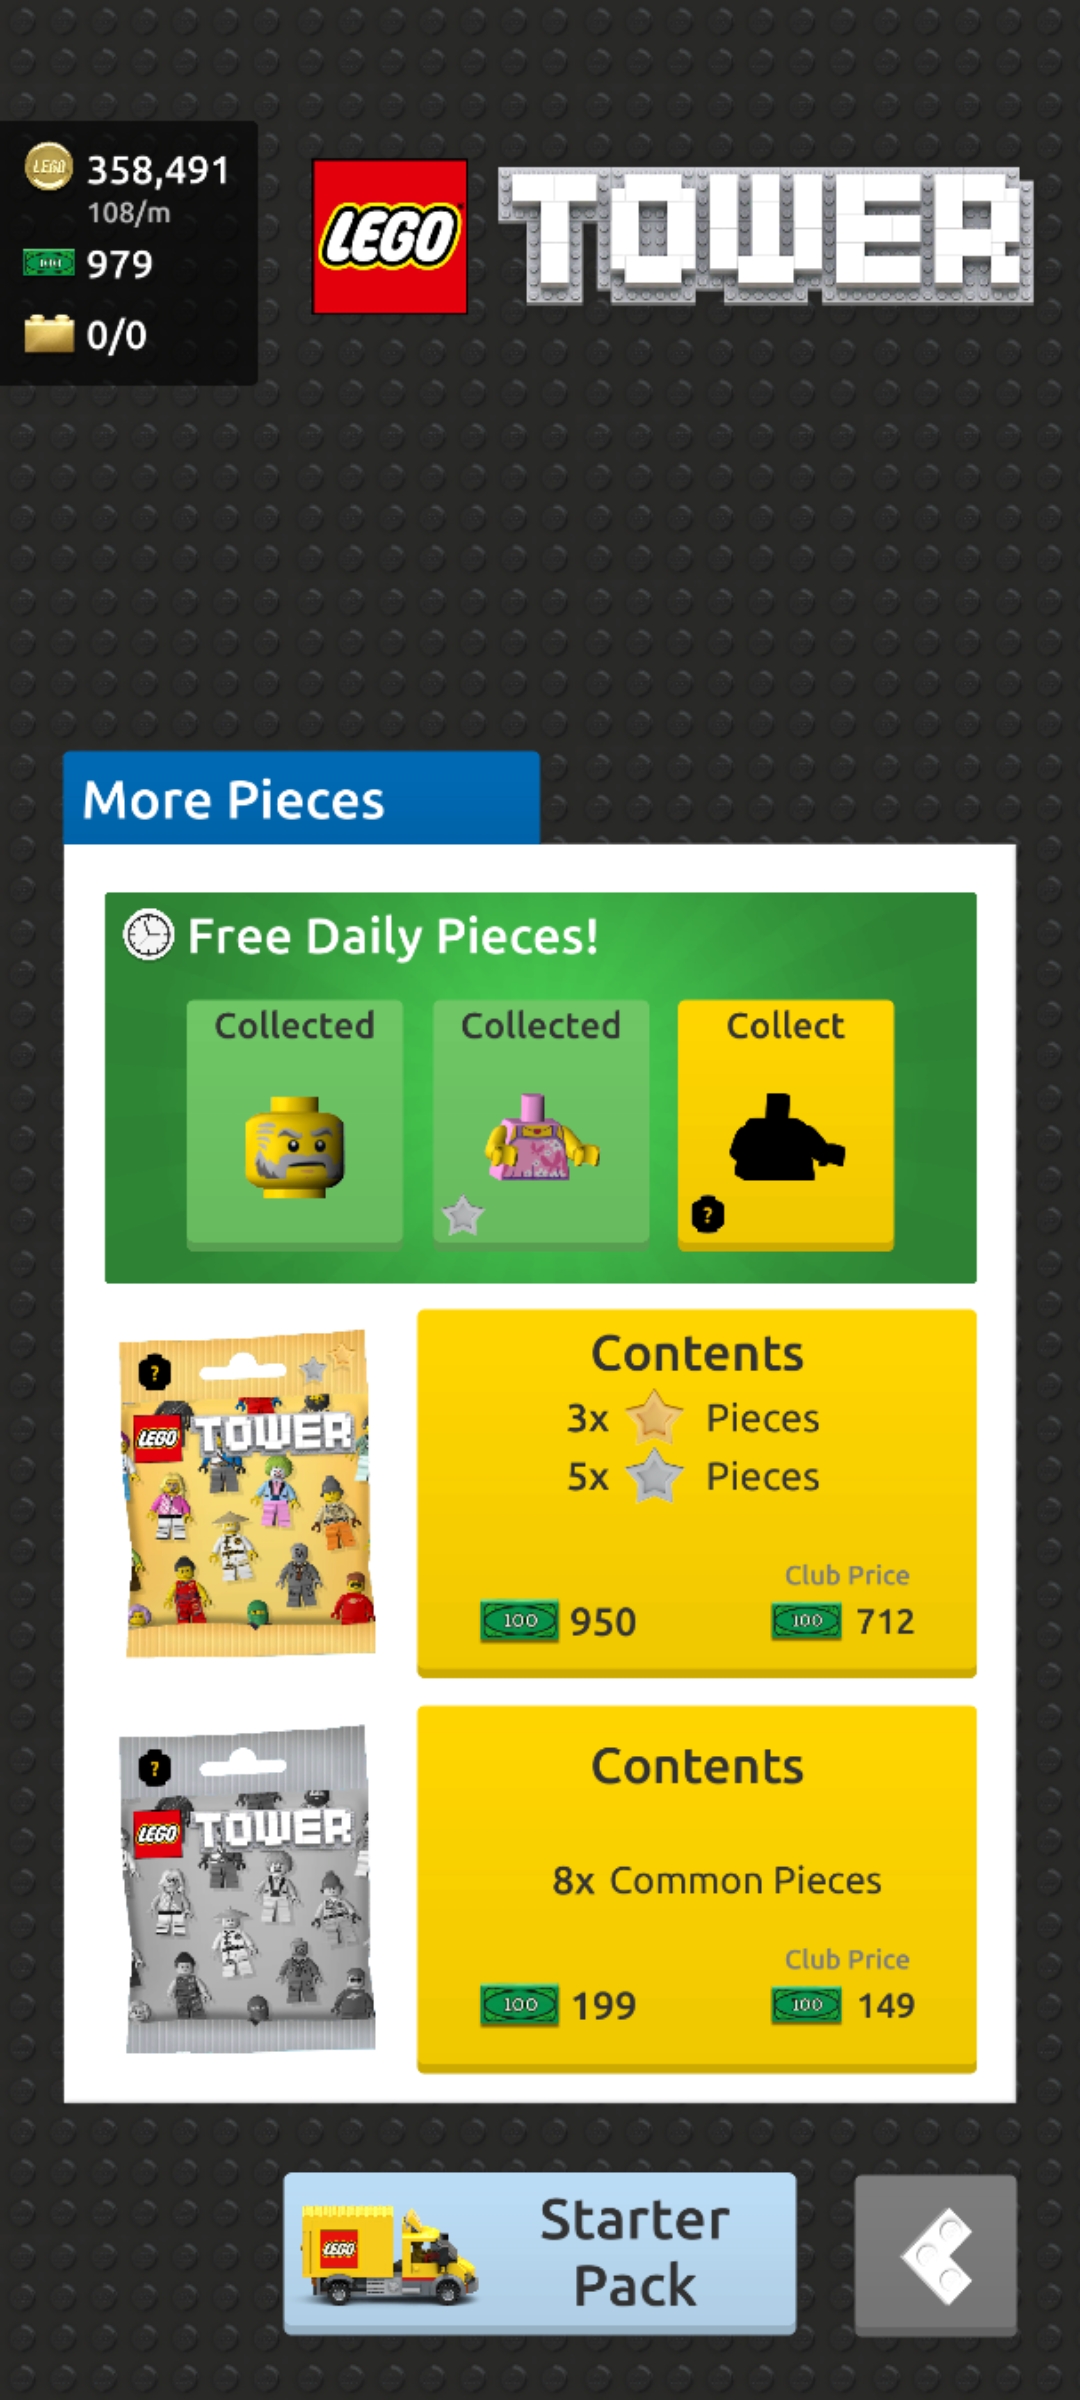 358,491
108/m
979
0/0
LEGO TOWER
More Pieces
Free Daily Pieces!
Collected
Collected
Collect
?
?
LEGO TOWER
Contents
3x Pieces
5x Pieces
Club Price
100 950
100 712
?
LEGO TOWER
Contents
8x Common Pieces
Club Price
100 199
100 149
LEGO
Starter
Pack